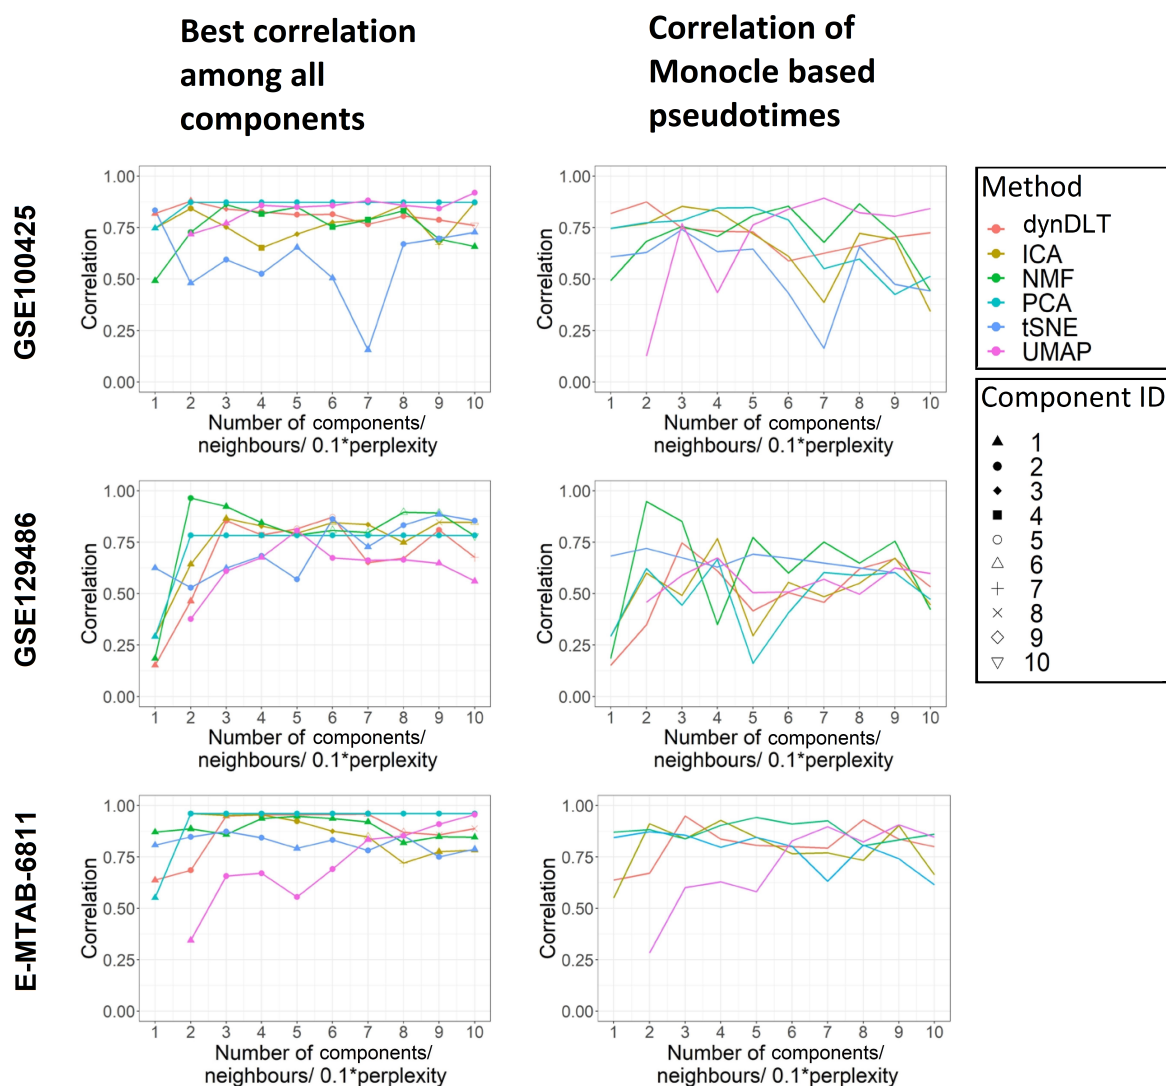 Best correlation
among all
components
Correlation of
Monocle based
pseudotimes
GSE100425
Correlation
1.00
0.75
0.50
0.25
0.00
1 2 3 4 5 6 7 8 9 10
Number of components/
neighbours/ 0.1*perplexity
Correlation
1.00
0.75
0.50
0.25
0.00
1 2 3 4 5 6 7 8 9 10
Number of components/
neighbours/ 0.1*perplexity
Method
dynDLT
ICA
NMF
PCA
tSNE
UMAP
Component ID
1
2
3
4
5
6
7
8
9
10
GSE129486
Correlation
1.00
0.75
0.50
0.25
0.00
1 2 3 4 5 6 7 8 9 10
Number of components/
neighbours/ 0.1*perplexity
Correlation
1.00
0.75
0.50
0.25
0.00
1 2 3 4 5 6 7 8 9 10
Number of components/
neighbours/ 0.1*perplexity
E-MTAB-6811
Correlation
1.00
0.75
0.50
0.25
0.00
1 2 3 4 5 6 7 8 9 10
Number of components/
neighbours/ 0.1*perplexity
Correlation
1.00
0.75
0.50
0.25
0.00
1 2 3 4 5 6 7 8 9 10
Number of components/
neighbours/ 0.1*perplexity